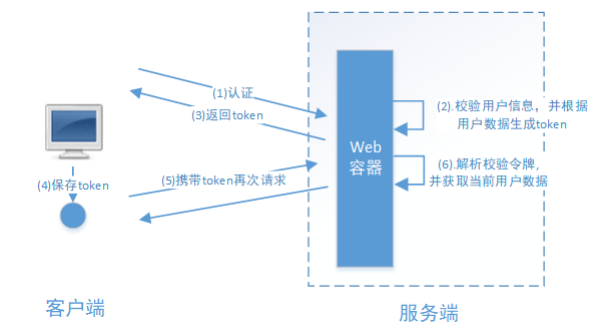 (1)认证
(3)返回token
(2).校验用户信息，并根据
用户数据生成token
Web
容器
(4)保存token
(5)携带token再次请求
(6).解析校验令牌,
并获取当前用户数据
客户端
服务端